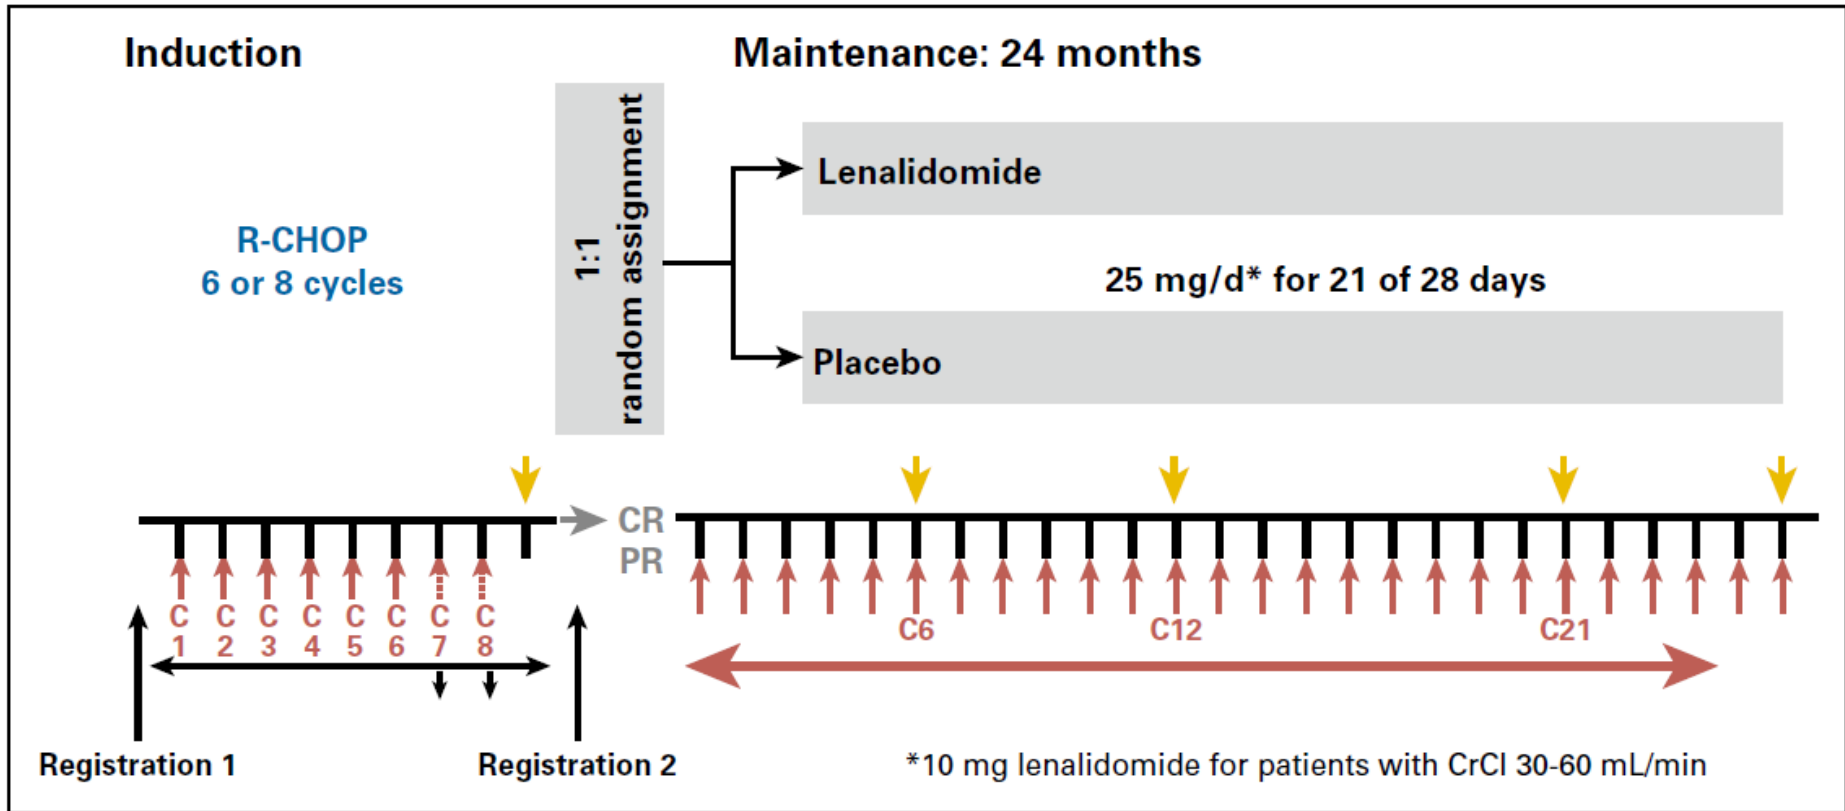 Induction
Maintenance: 24 months
1:1
random assignment
Lenalidomide
R-CHOP
6 or 8 cycles
25 mg/d* for 21 of 28 days
Placebo
CR
PR
C C C C C C C C
1 2 3 4 5 6 7 8
C6 C12 C21
Registration 1
Registration 2
*10 mg lenalidomide for patients with CrCl 30-60 mL/min